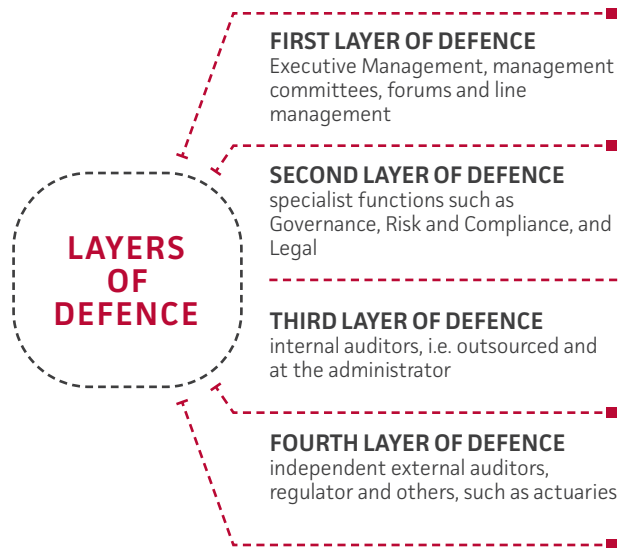 LAYERS
OF
DEFENCE
FIRST LAYER OF DEFENCE
Executive Management, management
committees, forums and line
management
SECOND LAYER OF DEFENCE
specialist functions such as
Governance, Risk and Compliance, and
Legal
THIRD LAYER OF DEFENCE
internal auditors, i.e. outsourced and
at the administrator
FOURTH LAYER OF DEFENCE
independent external auditors,
regulator and others, such as actuaries